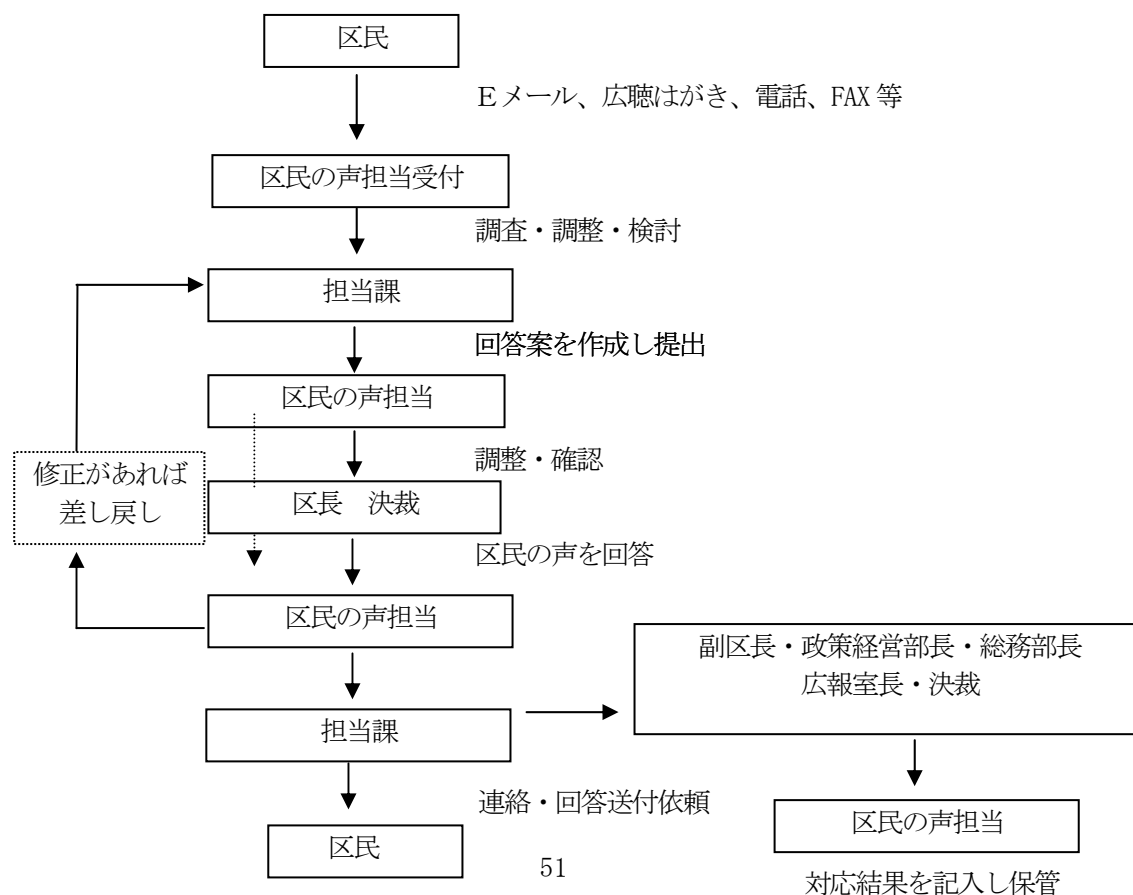 区民
Ｅメール、広聴はがき、電話、FAX 等
区民の声担当受付
調査・調整・検討
担当課
回答案を作成し提出
区民の声担当
調整・確認
修正があれば
差し戻し
区長　決裁
区民の声を回答
区民の声担当
副区長・政策経営部長・総務部長
広報室長・決裁
担当課
連絡・回答送付依頼
区民の声担当
区民
51
対応結果を記入し保管